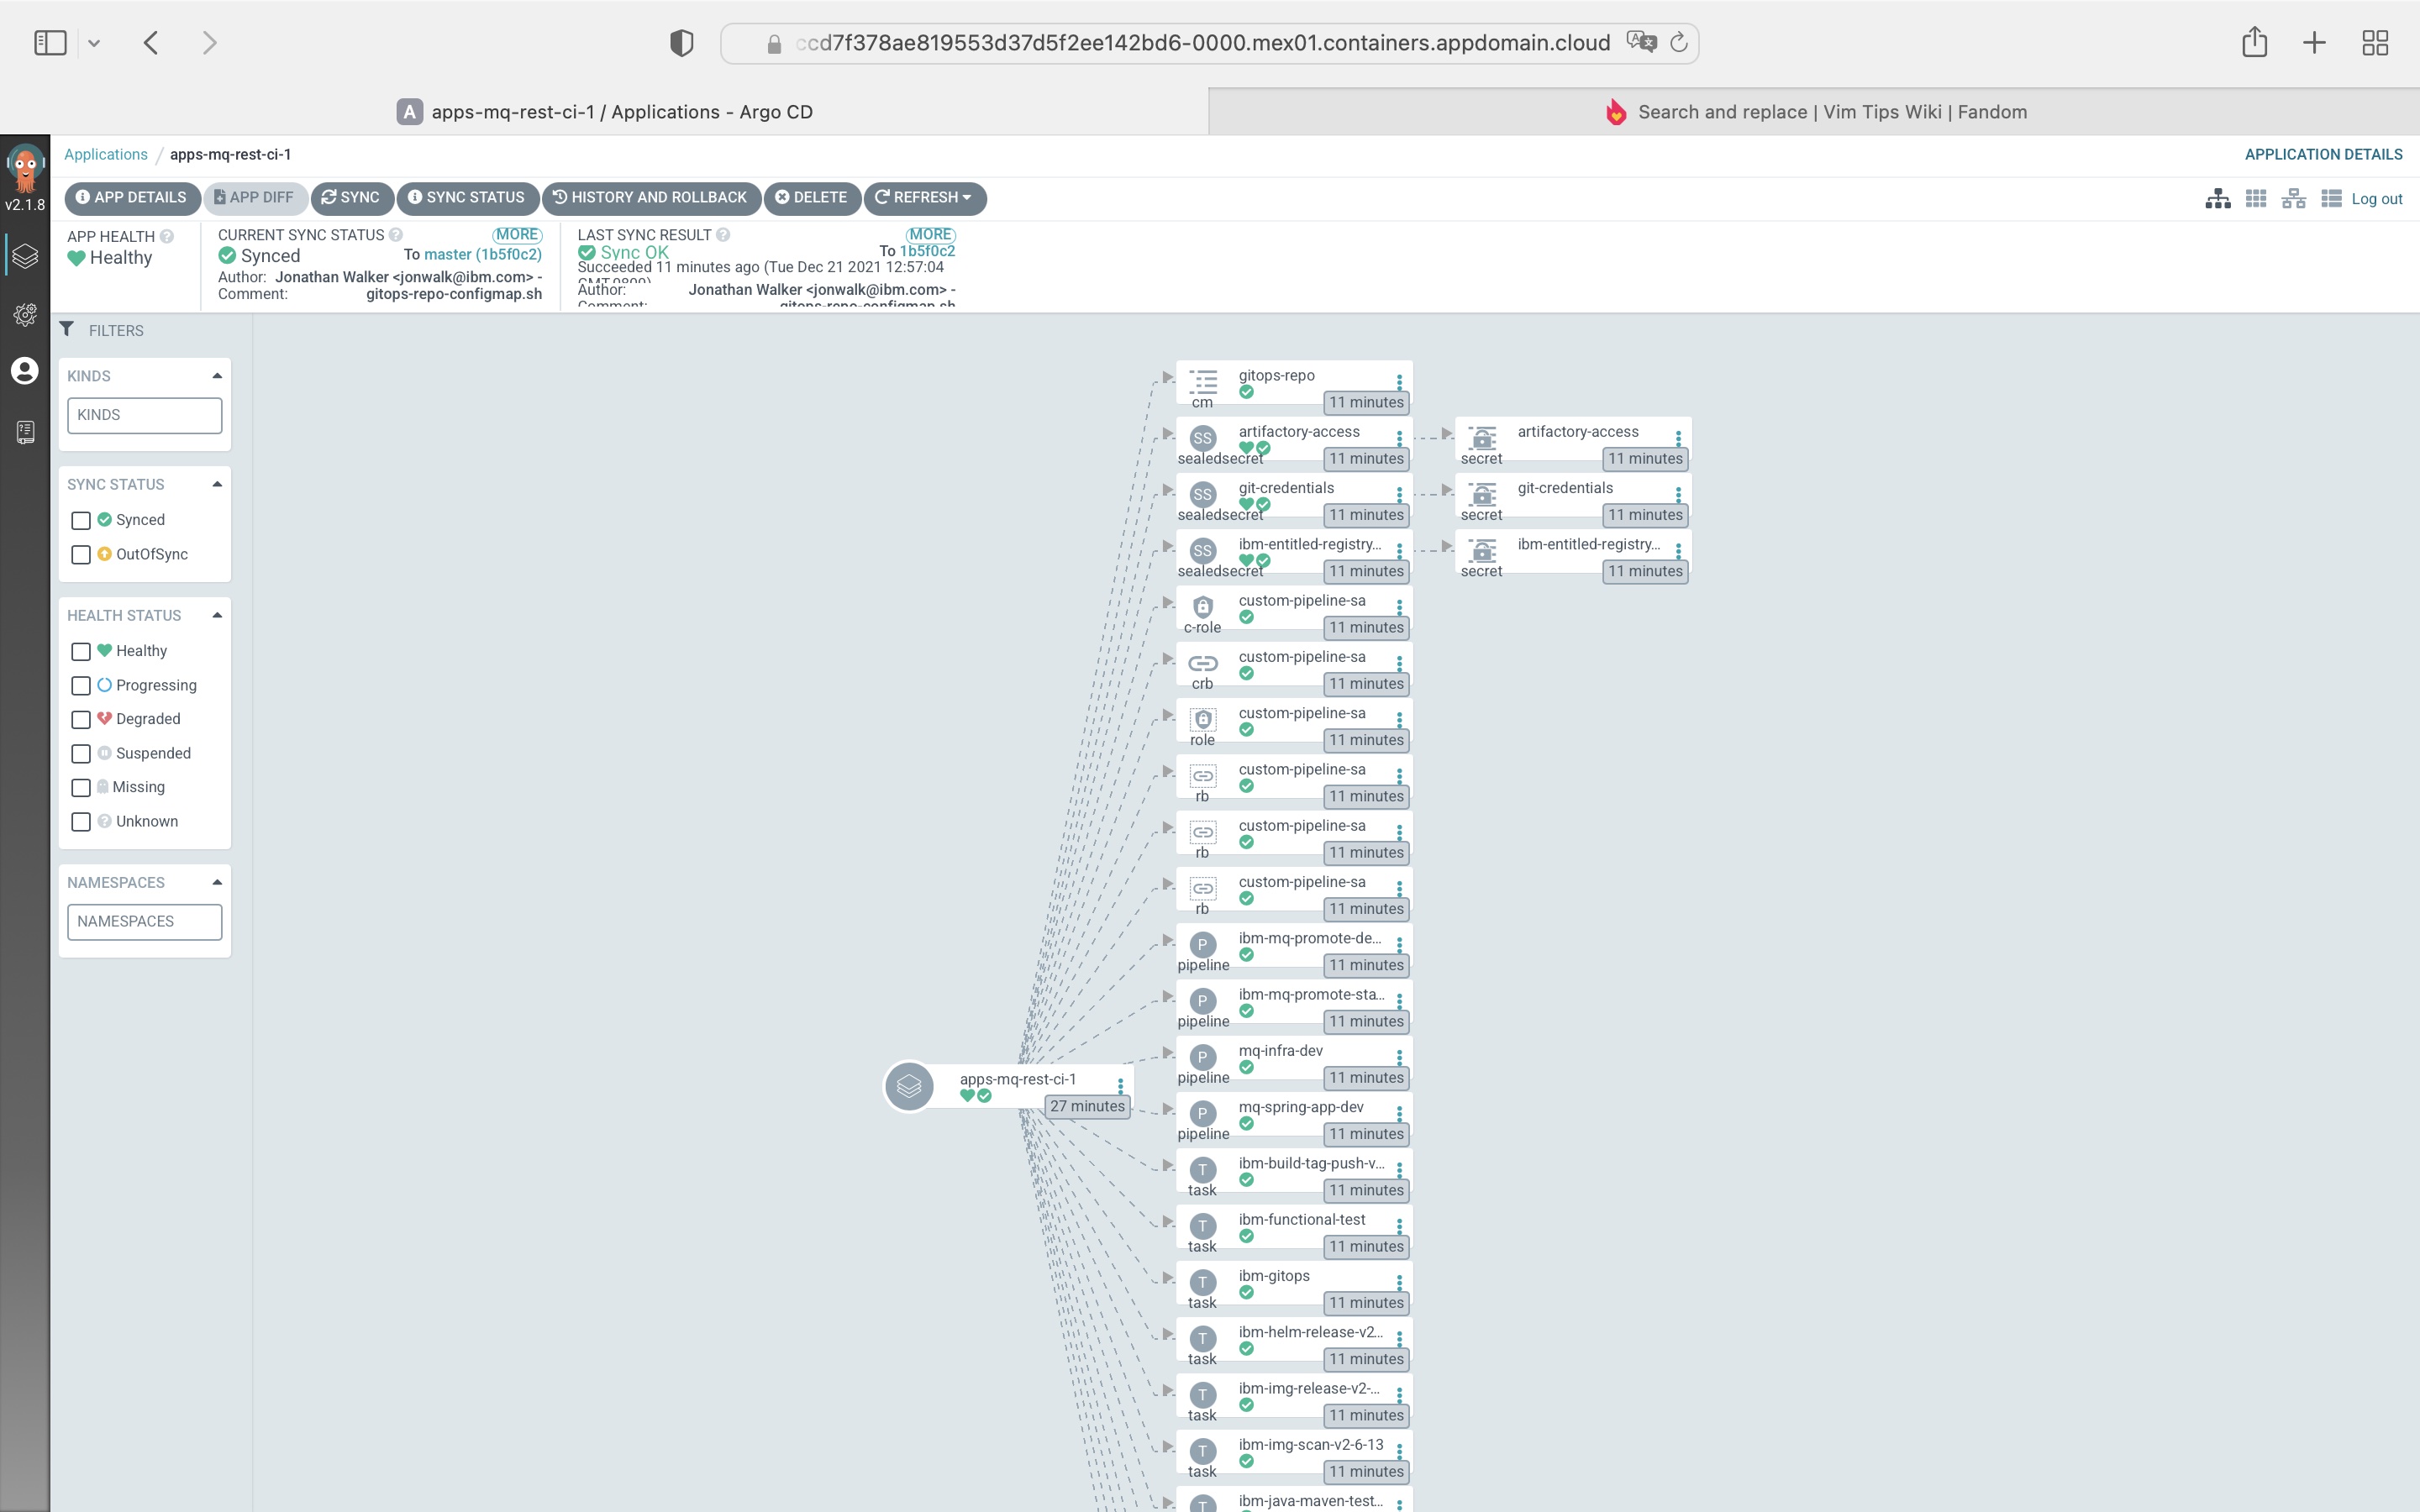 ccd7f378ae819553d37d5f2ee142bd6-0000.mex01.containers.appdomain.cloud
A apps-mq-rest-ci-1 / Applications - Argo CD
Search and replace | Vim Tips Wiki | Fandom
Applications / apps-mq-rest-ci-1
APPLICATION DETAILS
v2.1.8
APP DETAILS APP DIFF SYNC SYNC STATUS HISTORY AND ROLLBACK DELETE REFRESH
Log out
APP HEALTH
Healthy
CURRENT SYNC STATUS MORE
Synced To master (1b5f0c2)
Author: Jonathan Walker <jonwalk@ibm.com> -
Comment: gitops-repo-configmap.sh
LAST SYNC RESULT MORE
Sync OK To 1b5f0c2
Succeeded 11 minutes ago (Tue Dec 21 2021 12:57:04
Author: Jonathan Walker <jonwalk@ibm.com> -
Comment: gitops-repo-configmap.sh
FILTERS
KINDS
KINDS
SYNC STATUS
Synced
OutOfSync
HEALTH STATUS
Healthy
Progressing
Degraded
Suspended
Missing
Unknown
NAMESPACES
NAMESPACES
apps-mq-rest-ci-1
27 minutes
gitops-repo
cm 11 minutes
SS artifactory-access
sealedsecret 11 minutes
artifactory-access
secret 11 minutes
SS git-credentials
sealedsecret 11 minutes
git-credentials
secret 11 minutes
SS ibm-entitled-registry...
sealedsecret 11 minutes
ibm-entitled-registry...
secret 11 minutes
custom-pipeline-sa
c-role 11 minutes
custom-pipeline-sa
crb 11 minutes
custom-pipeline-sa
role 11 minutes
custom-pipeline-sa
rb 11 minutes
custom-pipeline-sa
rb 11 minutes
custom-pipeline-sa
rb 11 minutes
P ibm-mq-promote-de...
pipeline 11 minutes
P ibm-mq-promote-sta...
pipeline 11 minutes
P mq-infra-dev
pipeline 11 minutes
P mq-spring-app-dev
pipeline 11 minutes
T ibm-build-tag-push-v...
task 11 minutes
T ibm-functional-test
task 11 minutes
T ibm-gitops
task 11 minutes
T ibm-helm-release-v2...
task 11 minutes
T ibm-img-release-v2-...
task 11 minutes
T ibm-img-scan-v2-6-13
task 11 minutes
T ibm-java-maven-test...